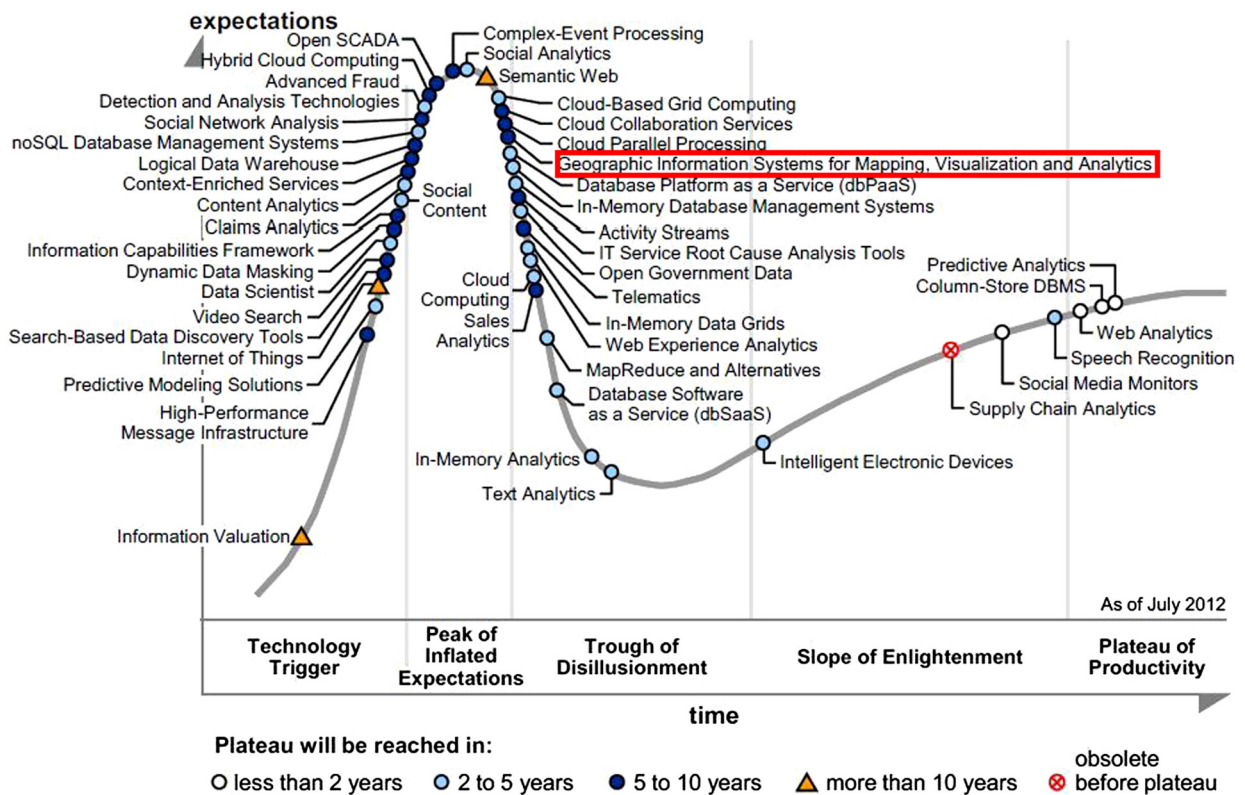 expectations
Open SCADA
Hybrid Cloud Computing
Advanced Fraud
Detection and Analysis Technologies
Social Network Analysis
noSQL Database Management Systems
Logical Data Warehouse
Context-Enriched Services
Content Analytics
Claims Analytics
Information Capabilities Framework
Dynamic Data Masking
Data Scientist
Video Search
Search-Based Data Discovery Tools
Internet of Things
Predictive Modeling Solutions
High-Performance
Message Infrastructure
Information Valuation
Complex-Event Processing
Social Analytics
Semantic Web
Social
Content
Cloud-Based Grid Computing
Cloud Collaboration Services
Cloud Parallel Processing
Geographic Information Systems for Mapping, Visualization and Analytics
Database Platform as a Service (dbPaaS)
In-Memory Database Management Systems
Activity Streams
IT Service Root Cause Analysis Tools
Open Government Data
Telematics
In-Memory Data Grids
Web Experience Analytics
Cloud
Computing
Sales
Analytics
MapReduce and Alternatives
Database Software
as a Service (dbSaaS)
In-Memory Analytics
Text Analytics
Intelligent Electronic Devices
Predictive Analytics
Column-Store DBMS
Web Analytics
Speech Recognition
Social Media Monitors
Supply Chain Analytics
As of July 2012
Technology
Trigger
Peak of
Inflated
Expectations
Trough of
Disillusionment
Slope of Enlightenment
Plateau of
Productivity
time
Plateau will be reached in:
less than 2 years
2 to 5 years
5 to 10 years
more than 10 years
obsolete
before plateau